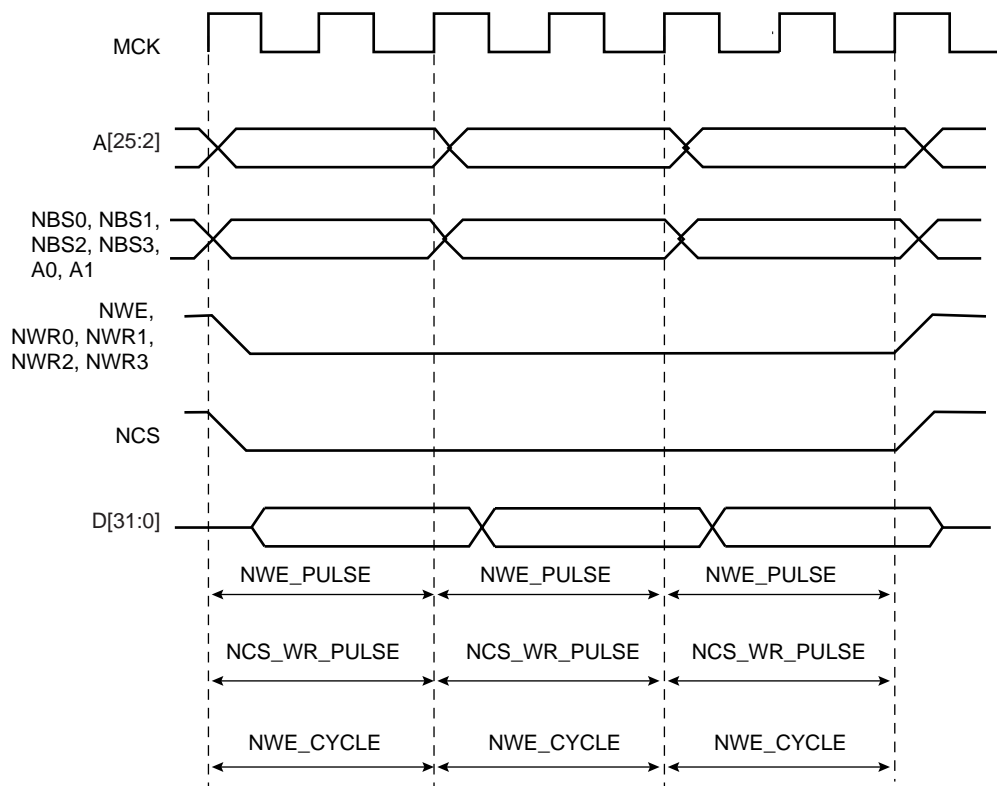 MCK
A[25:2]
NBS0, NBS1,
NBS2, NBS3,
A0, A1
NWE,
NWR0, NWR1,
NWR2, NWR3
NCS
D[31:0]
NWE_PULSE NWE_PULSE NWE_PULSE
NCS_WR_PULSE NCS_WR_PULSE NCS_WR_PULSE
NWE_CYCLE NWE_CYCLE NWE_CYCLE